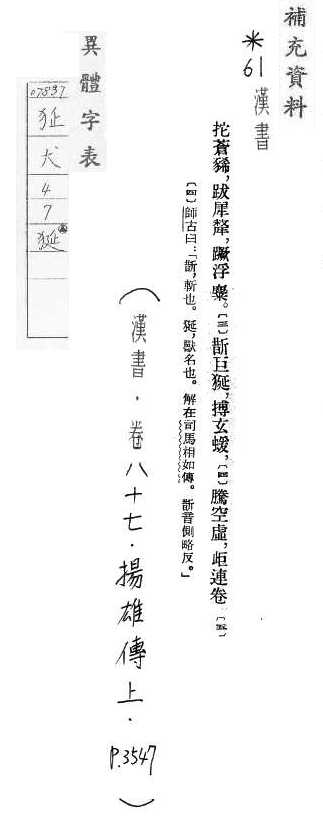 補充資料
*61 漢書
拕蒼豨,跋犀犛,蹶浮麋。〔三〕斮巨狿,搏玄蝯,〔四〕騰空虛,歫連卷〔五〕
〔四〕師古曰:「斮,斬也。狿,獸名也。解在司馬相如傳。斮音側略反。」
(漢書.卷八十七.揚雄傳上.P.3547)
異體字表
07837
狿
犬
4
7
狿